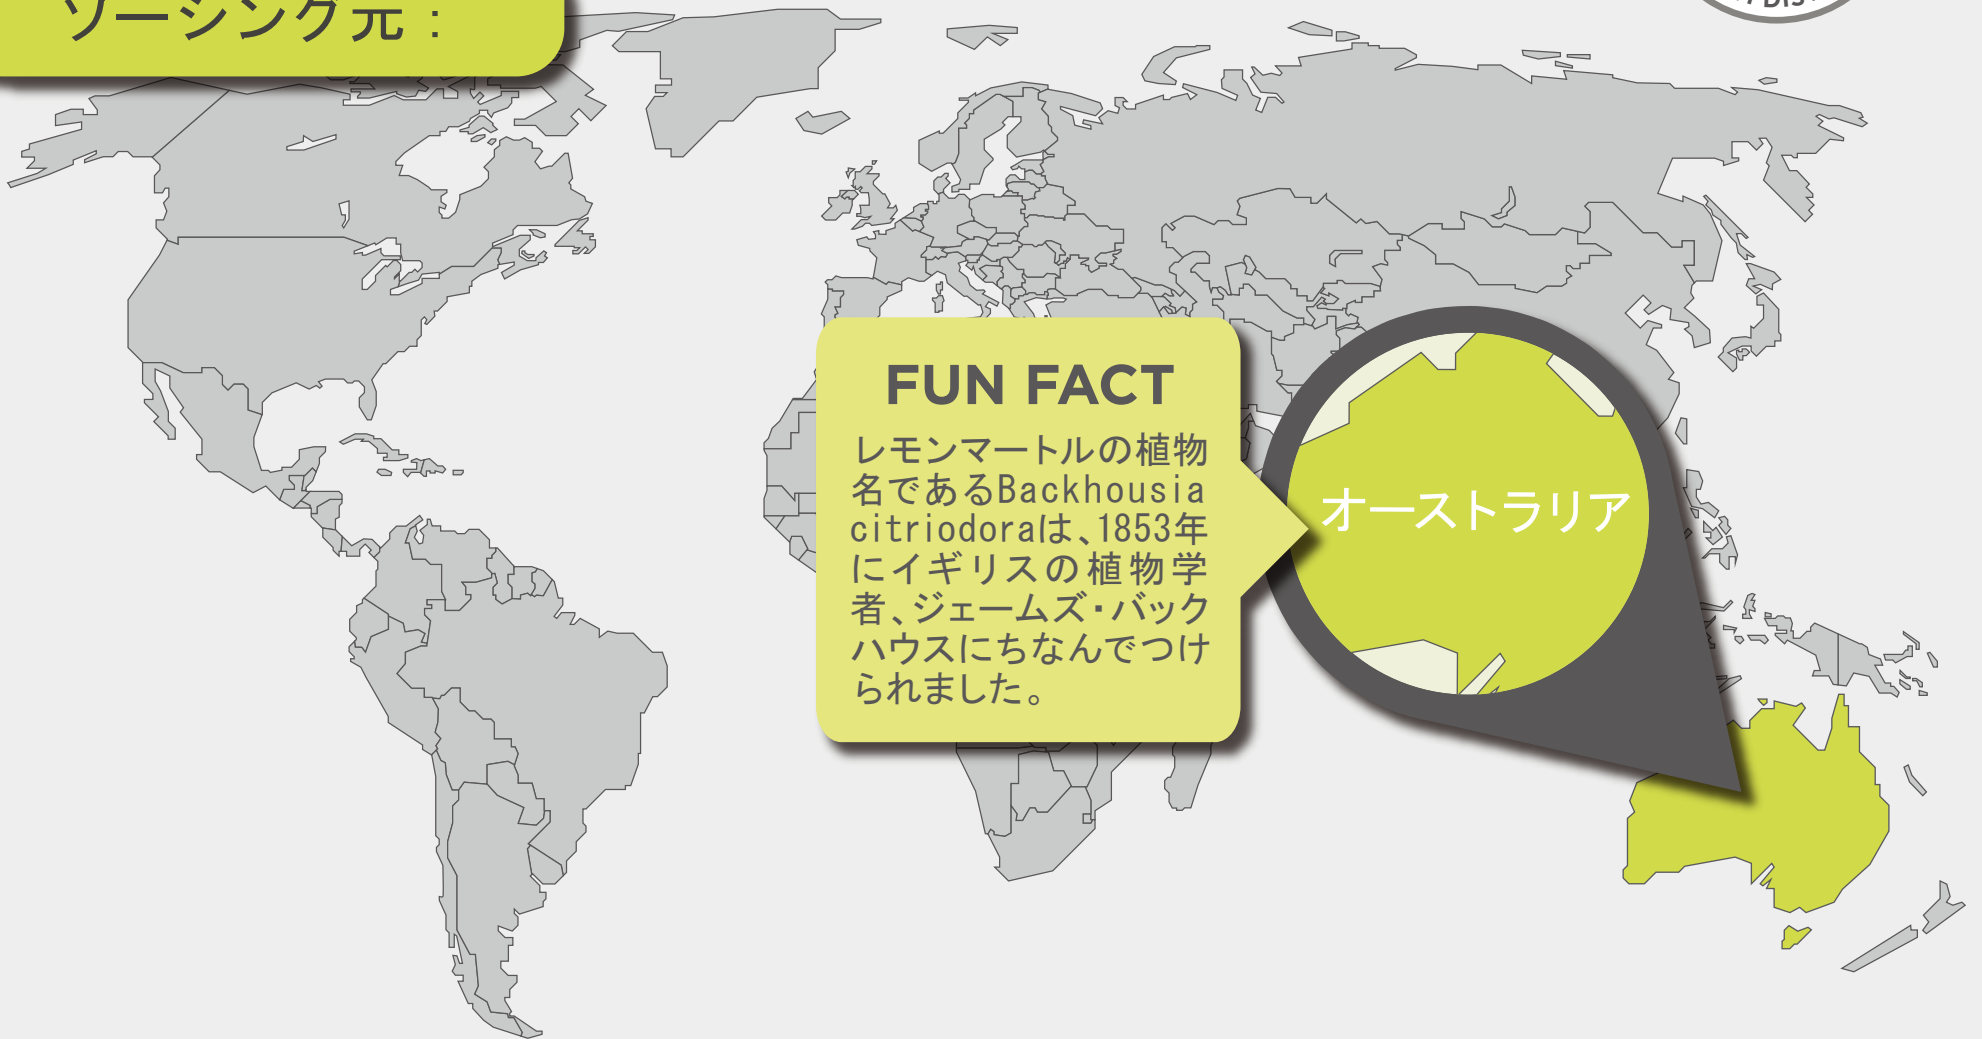 ソーシング元：
FUN FACT
レモンマートルの植物
名であるBackhousia
citriodoraは、1853年
にイギリスの植物学
者、ジェームズ・バック
ハウスにちなんでつけ
られました。
オーストラリア